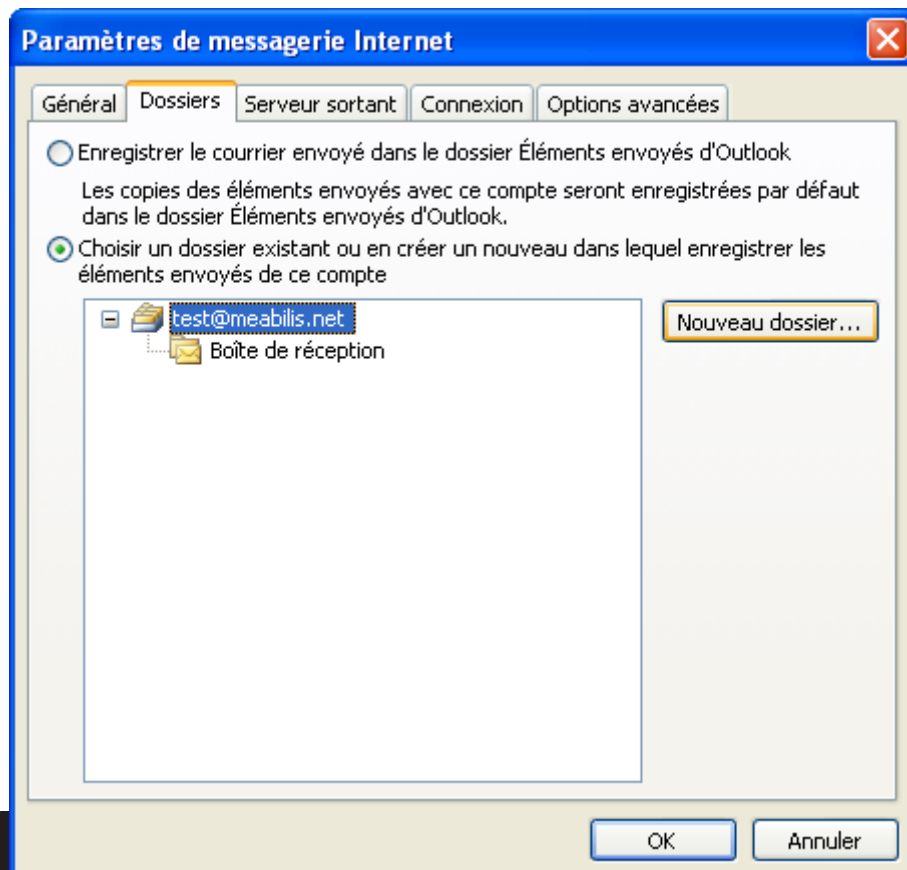 Paramètres de messagerie Internet
Général Dossiers Serveur sortant Connexion Options avancées
Enregistrer le courrier envoyé dans le dossier Éléments envoyés d'Outlook
Les copies des éléments envoyés avec ce compte seront enregistrées par défaut
dans le dossier Éléments envoyés d'Outlook.
Choisir un dossier existant ou en créer un nouveau dans lequel enregistrer les
éléments envoyés de ce compte
test@meabilis.net
Nouveau dossier...
Boîte de réception
OK Annuler